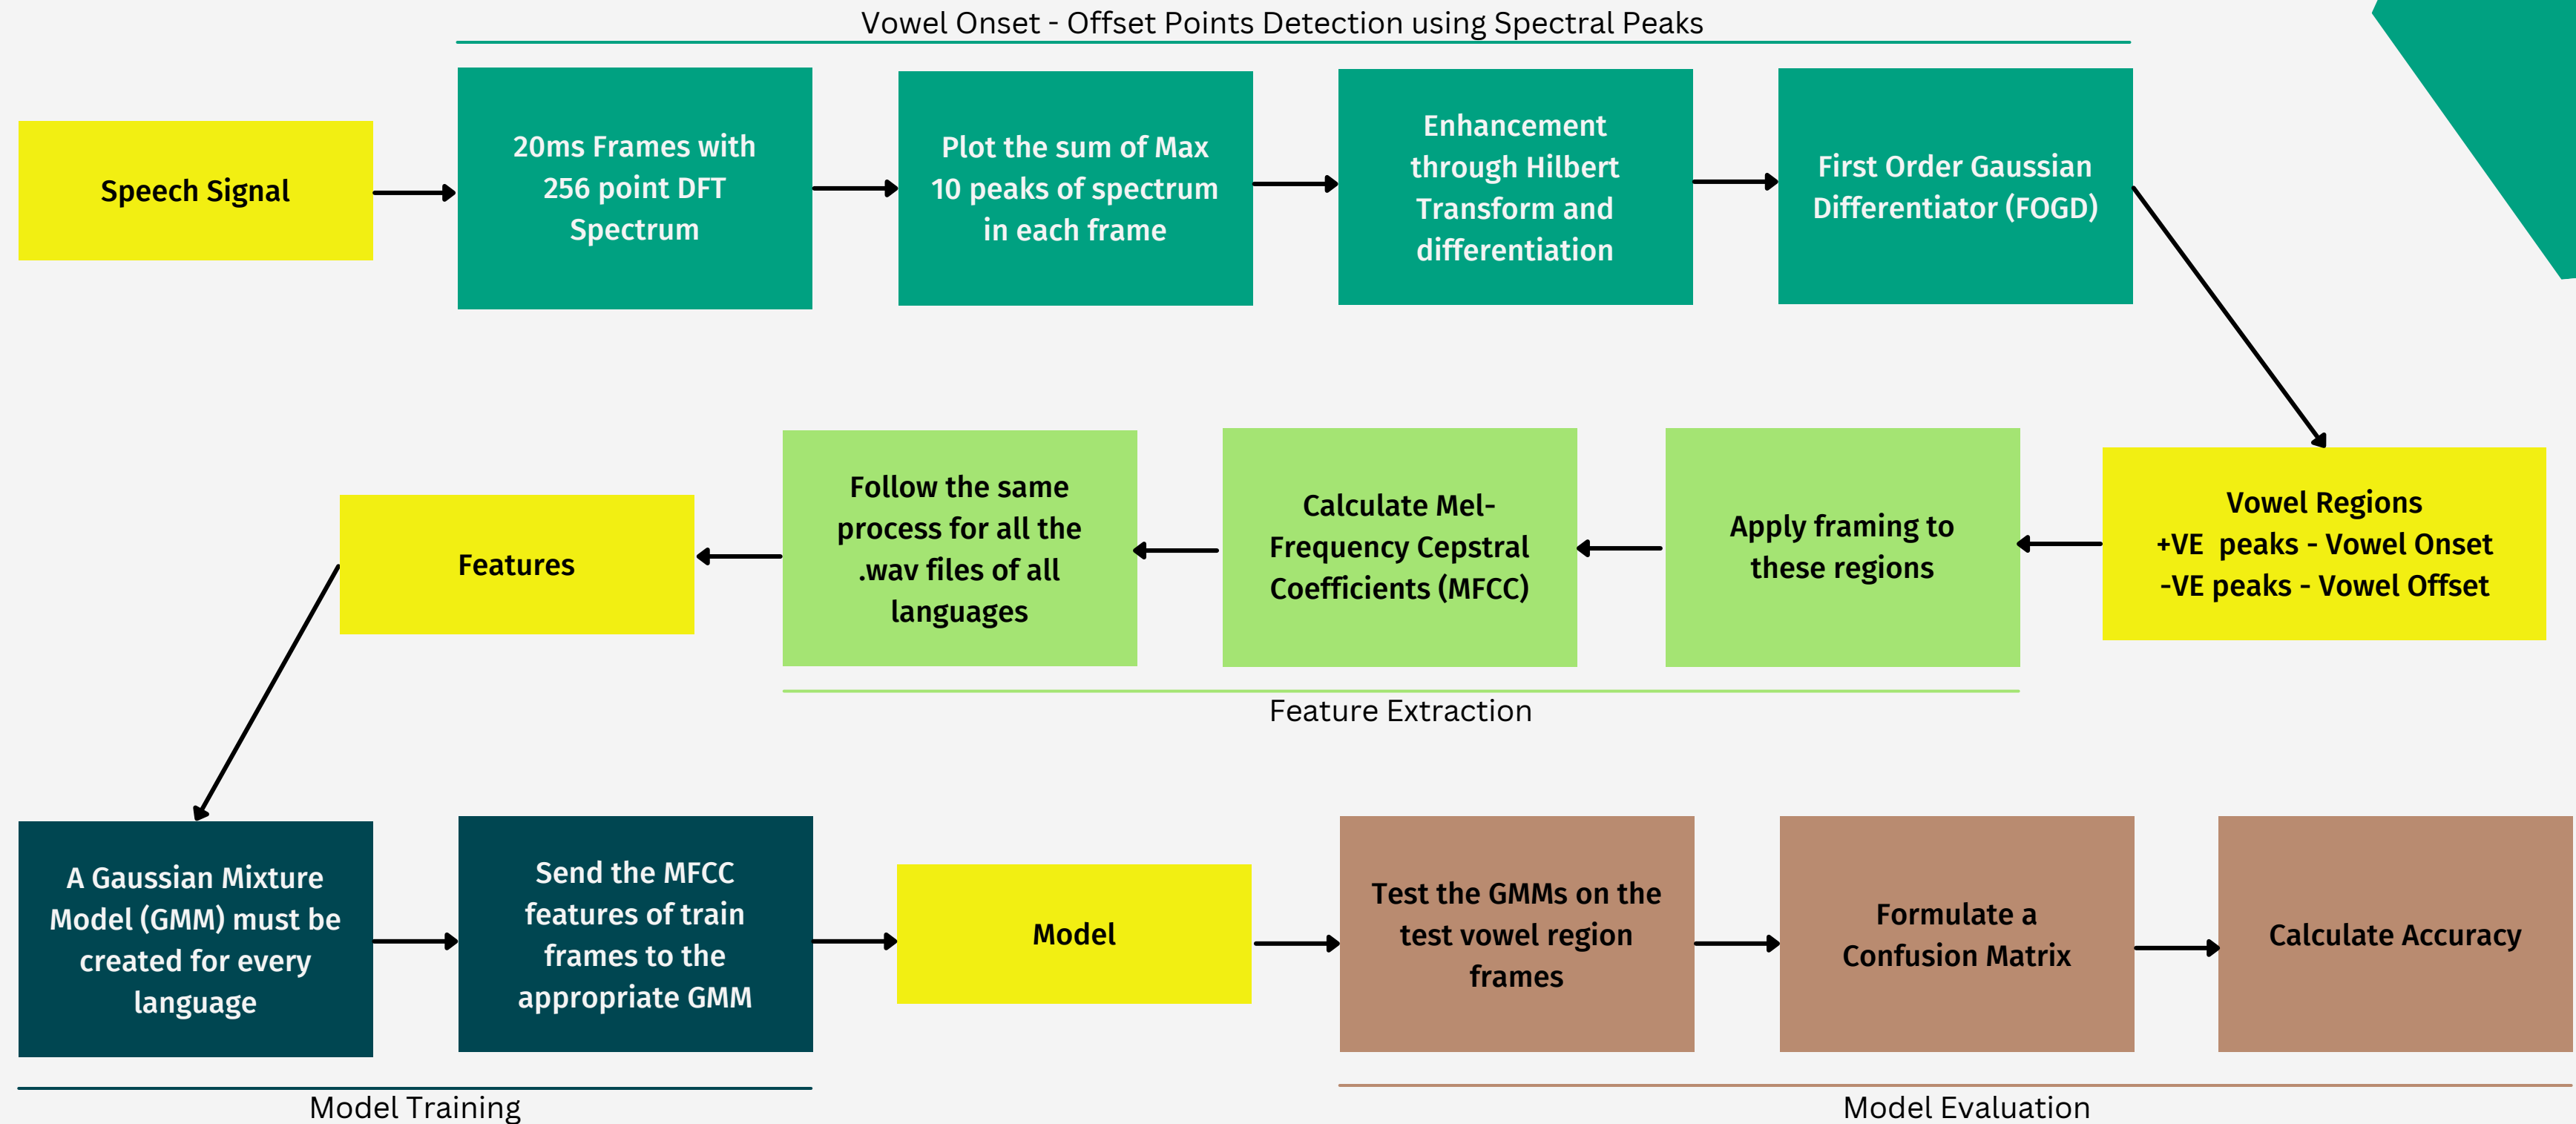 Vowel Onset - Offset Points Detection using Spectral Peaks
Speech Signal
20ms Frames with
256 point DFT
Spectrum
Plot the sum of Max
10 peaks of spectrum
in each frame
Enhancement
through Hilbert
Transform and
differentiation
First Order Gaussian
Differentiator (FOGD)
Vowel Regions
+VE peaks - Vowel Onset
-VE peaks - Vowel Offset
Apply framing to
these regions
Calculate Mel-
Frequency Cepstral
Coefficients (MFCC)
Follow the same
process for all the
.wav files of all
languages
Features
Feature Extraction
A Gaussian Mixture
Model (GMM) must be
created for every
language
Send the MFCC
features of train
frames to the
appropriate GMM
Model
Test the GMMs on the
test vowel region
frames
Formulate a
Confusion Matrix
Calculate Accuracy
Model Training
Model Evaluation